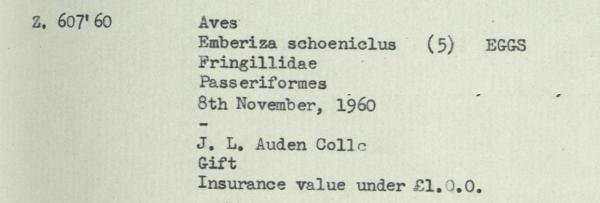 Z. 607'60 Aves
Emberiza schoeniclus (5) EGGS
Fringillidae
Passeriformes
8th November, 1960
-
J. L. Auden Collc
Gift
Insurance value under £1.0.0.